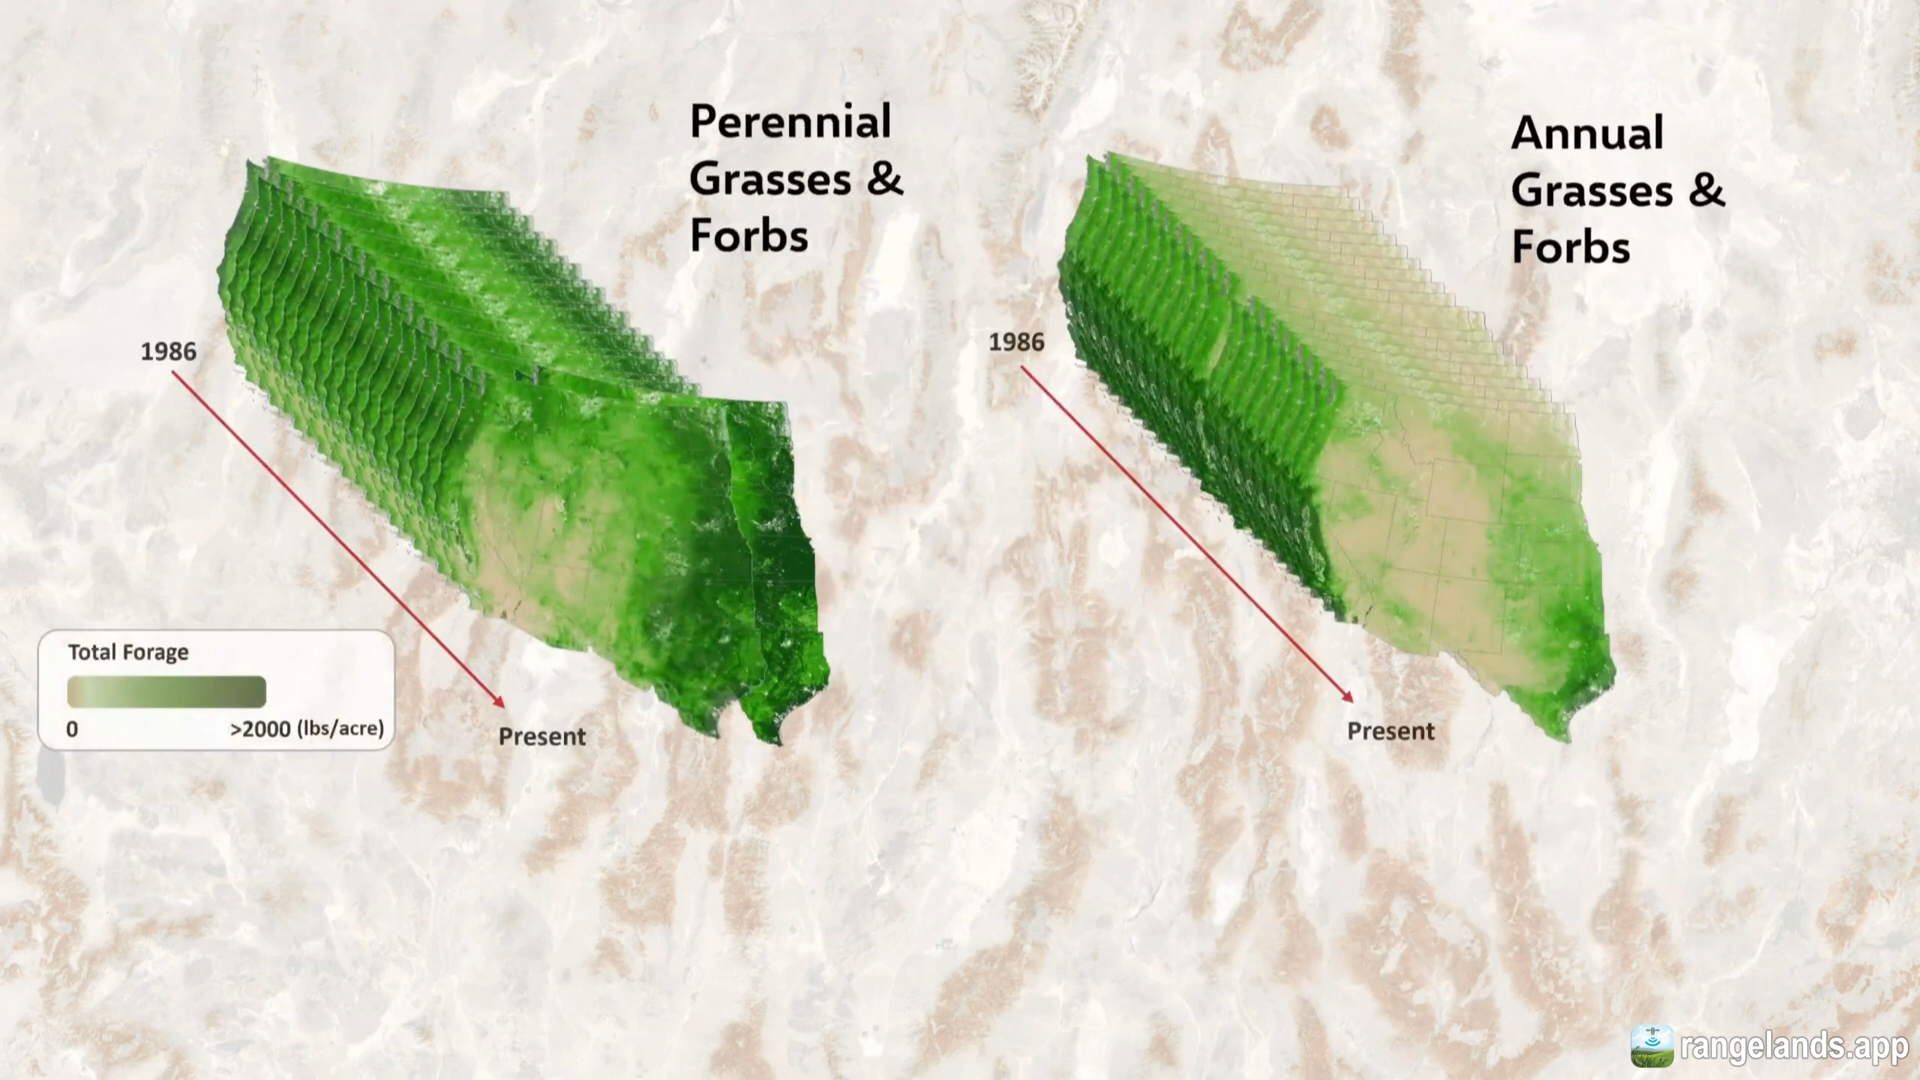 Perennial
Grasses &
Forbs
Annual
Grasses &
Forbs
1986
1986
Total Forage
0
>2000 (lbs/acre)
Present
Present
rangelands.app